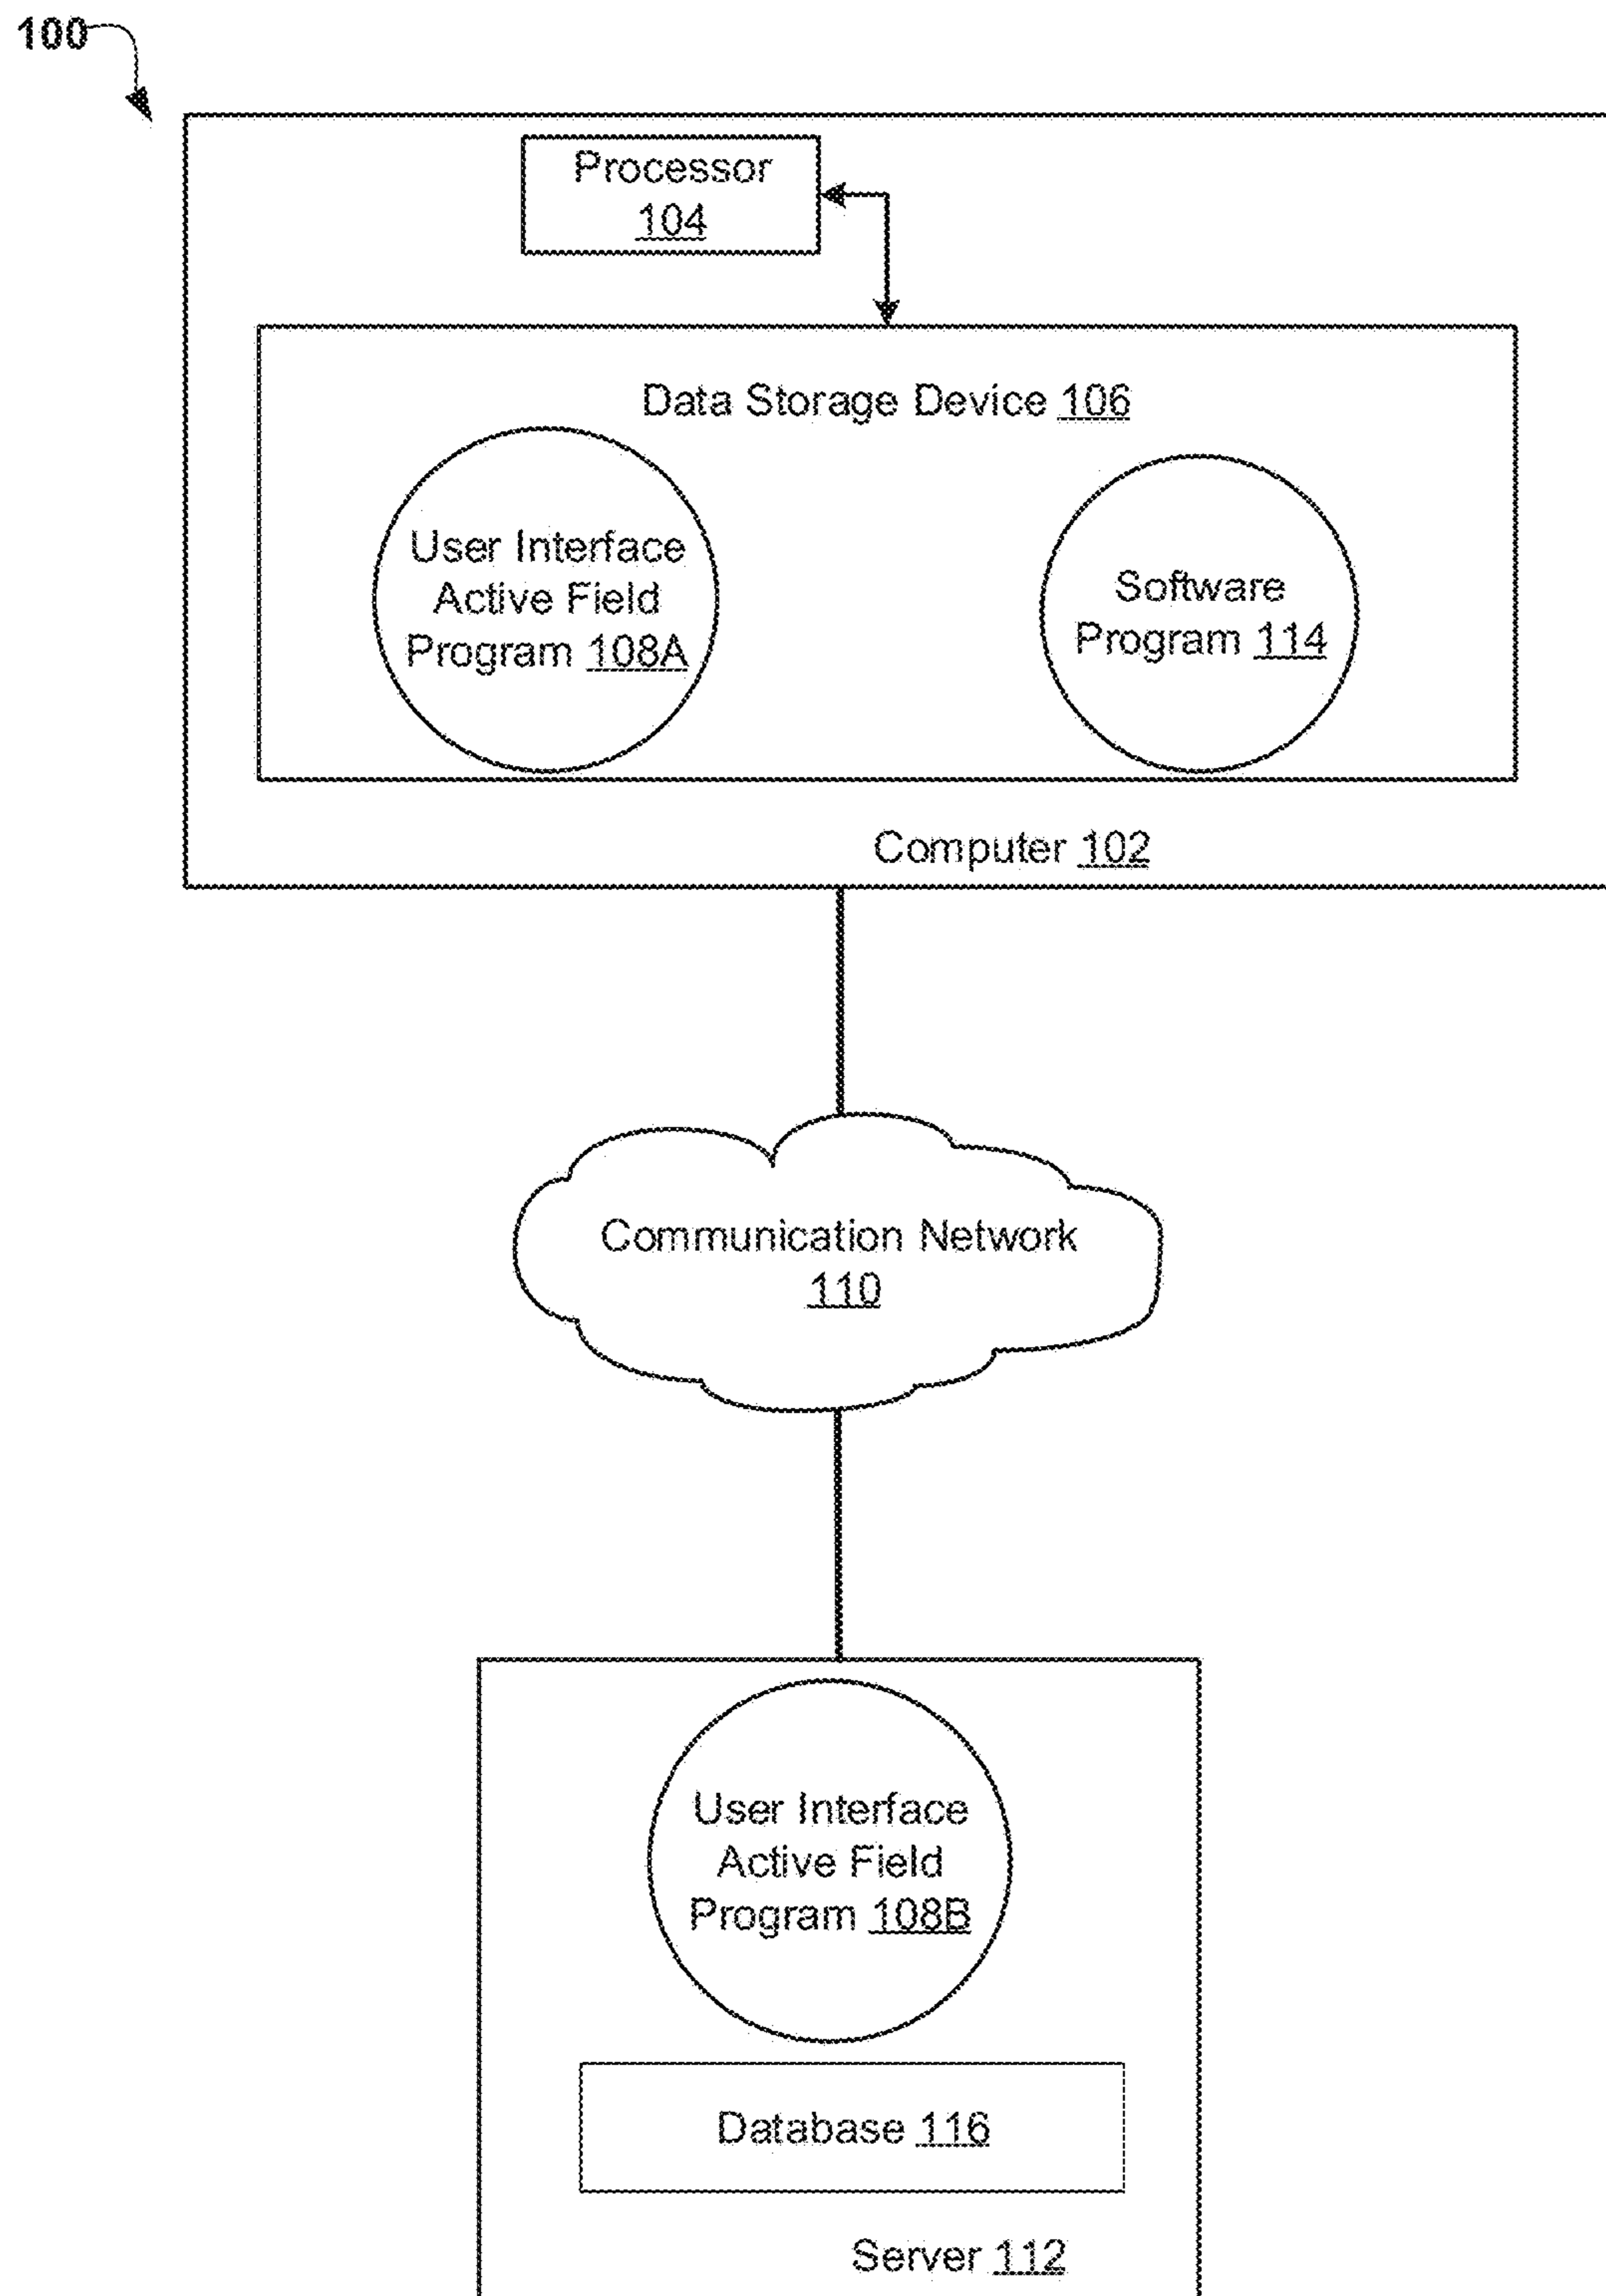 100
Processor
104
Data Storage Device 106
User Interface
Active Field
Program 108A
Software
Program 114
Computer 102
Communication Network
110
User Interface
Active Field
Program 108B
Database 116
Server 112